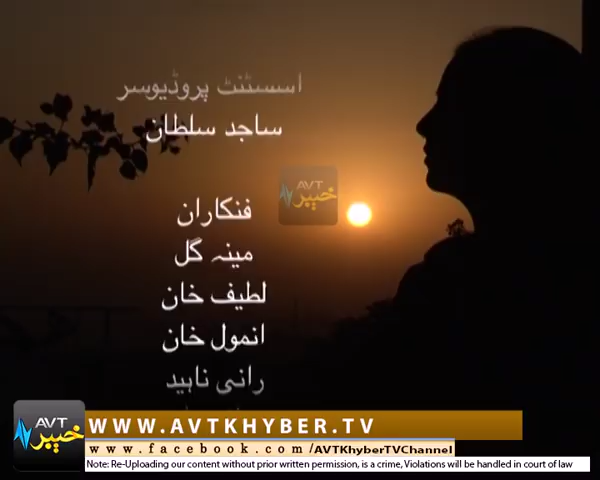 اسسٹنٹ پروڈیوسر
ساجد سلطان
فنکاران
مینہ گل
لطیف خان
انمول خان
رانی ناہید
AVT
خیبر
AVT
خیبر
WWW.AVTKHYBER.TV
www.facebook.com/AVTKhyberTVChannel
Note: Re-Uploading our content without prior written permission, is a crime, Violations will be handled in court of law